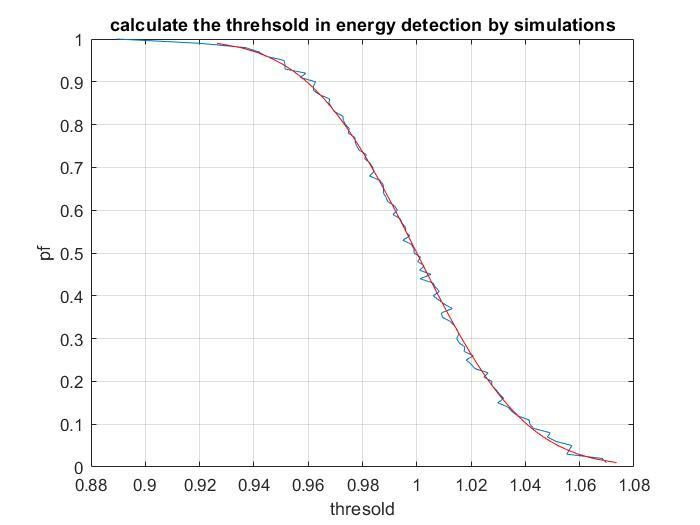 calculate the threhsold in energy detection by simulations
1
0.9
0.8
0.7
0.6
0.5
0.4
0.3
0.2
0.1
0
pf
0.88 0.9 0.92 0.94 0.96 0.98 1 1.02 1.04 1.06 1.08
thresold